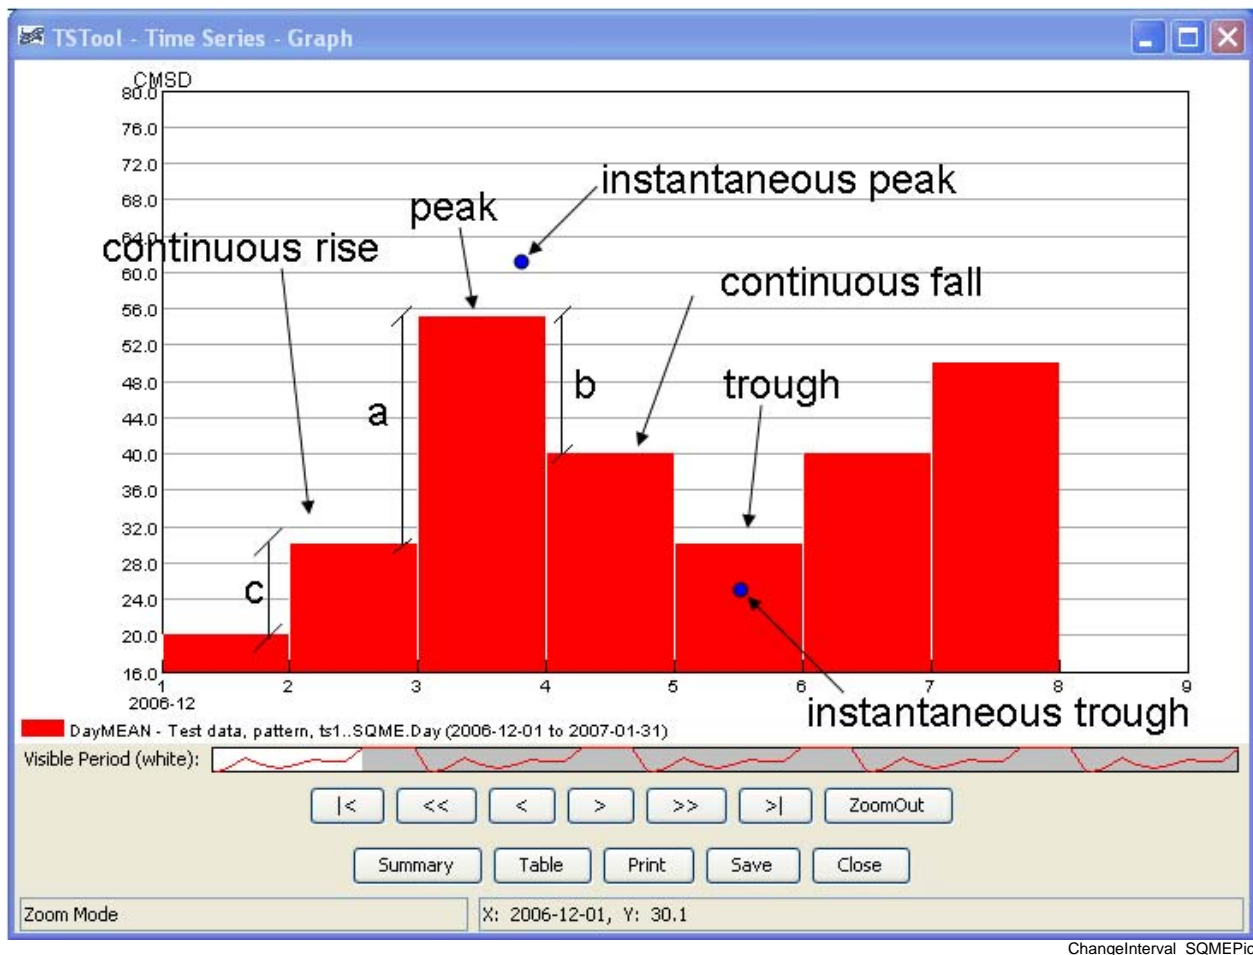 TSTool - Time Series - Graph
CMSD
80.0
76.0
72.0
instantaneous peak
68.0
peak
64.0
continuous rise
60.0
continuous fall
56.0
52.0
48.0
trough
b
44.0
a
40.0
36.0
32.0
28.0
c
24.0
20.0
16.0
1 2 3 4 5 6 7 8 9
2006-12
instantaneous trough
DayMEAN - Test data, pattern, ts1..SQME.Day (2006-12-01 to 2007-01-31)
Visible Period (white):
|< << < > >> >| ZoomOut
Summary Table Print Save Close
Zoom Mode X: 2006-12-01, Y: 30.1
ChangeInterval_SQMEPic